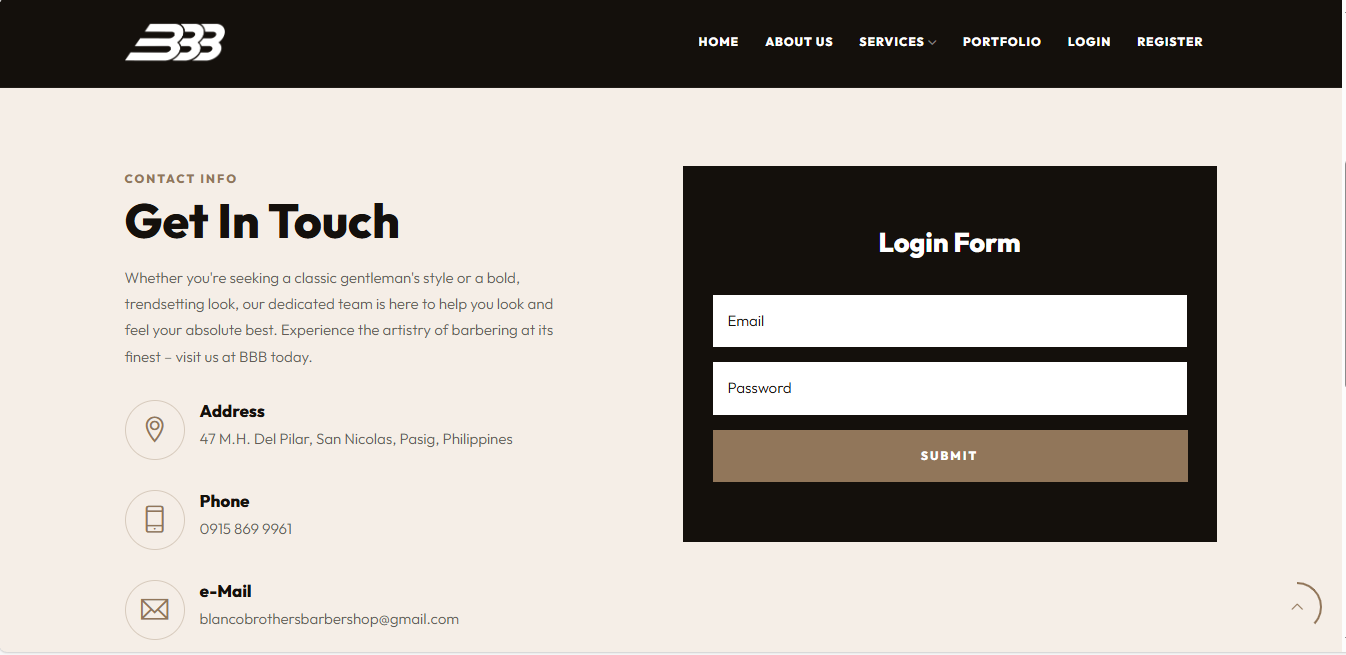 BBB
HOME
ABOUT US
SERVICES
PORTFOLIO
LOGIN
REGISTER
CONTACT INFO
Get In Touch
Whether you're seeking a classic gentleman's style or a bold,
trendsetting look, our dedicated team is here to help you look and
feel your absolute best. Experience the artistry of barbering at its
finest – visit us at BBB today.
Address
47 M.H. Del Pilar, San Nicolas, Pasig, Philippines
Phone
0915 869 9961
e-Mail
blancobrothersbarbershop@gmail.com
Login Form
Email
Password
SUBMIT